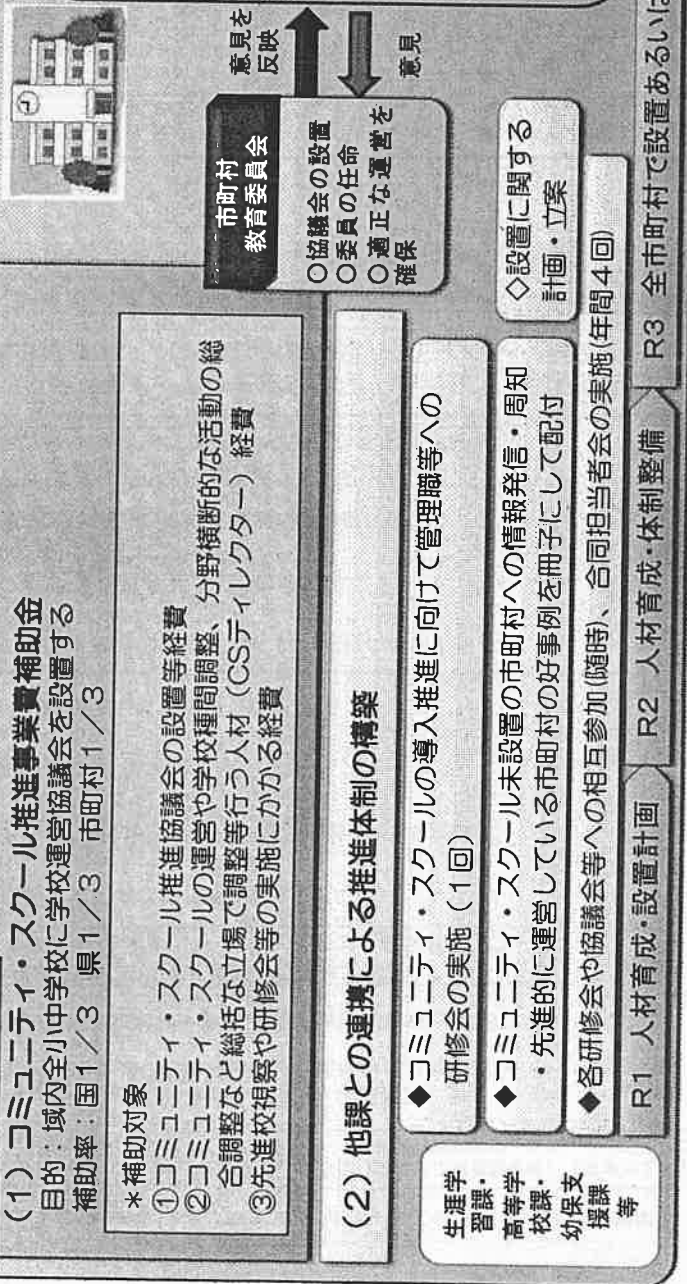 (1)コミュニティ・スクール推進事業費補助金
目的：域内全小中学校に学校運営協議会を設置する
補助率：国1／3 県1／3 市町村1／3
＊補助対象
①コミュニティ・スクール推進協議会の設置等経費
②コミュニティ・スクールの運営や学校種間調整、分野横断的な活動の総
合調整など総括な立場で調整等行う人材（CSディレクター）経費
③先進校視察や研修会等の実施にかかる経費
市町村
教育委員会
○協議会の設置
○委員の任命
○適正な運営を
確保
意見を
反映
意見
(2)他課との連携による推進体制の構築
生涯学
習課・
高等学
校課・
幼保支
援課
等
◆コミュニティ・スクールの導入推進に向けて管理職等への
研修会の実施（1回）
◆コミュニティ・スクール未設置の市町村への情報発信・周知
・先進的に運営している市町村の好事例を冊子にして配付
◇設置に関する
計画・立案
◆各研修会や協議会等への相互参加(随時)、合同担当者会の実施(年間4回)
R1 人材育成・設置計画
R2 人材育成・体制整備
R3 全市町村で設置あるいは